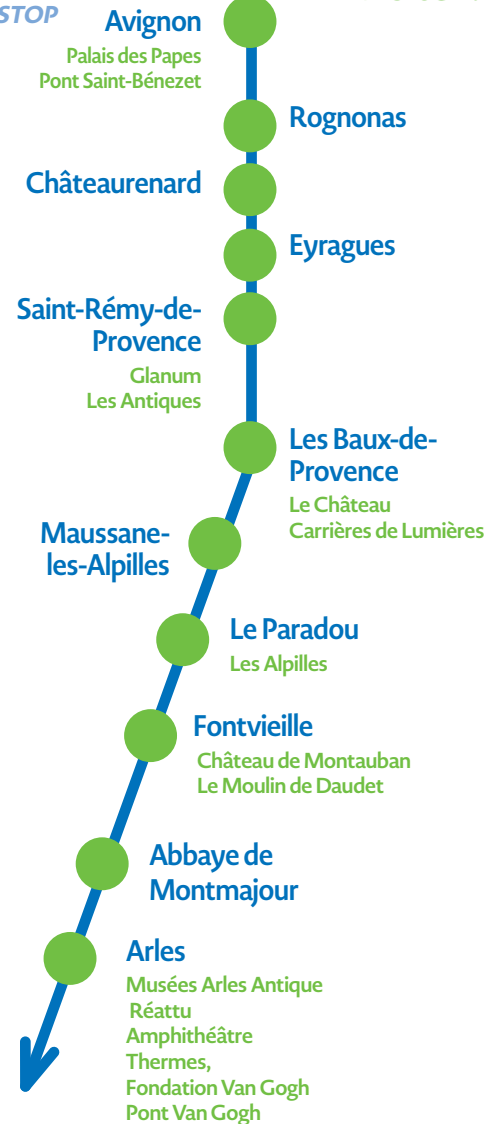 STOP
Avignon
Palais des Papes
Pont Saint-Bénezet
Rognonas
Châteaurenard
Eyragues
Saint-Rémy-de-
Provence
Glanum
Les Antiques
Les Baux-de-
Provence
Le Château
Carrières de Lumières
Maussane-
les-Alpilles
Le Paradou
Les Alpilles
Fontvieille
Château de Montauban
Le Moulin de Daudet
Abbaye de
Montmajour
Arles
Musées Arles Antique
Réattu
Amphithéâtre
Thermes,
Fondation Van Gogh
Pont Van Gogh